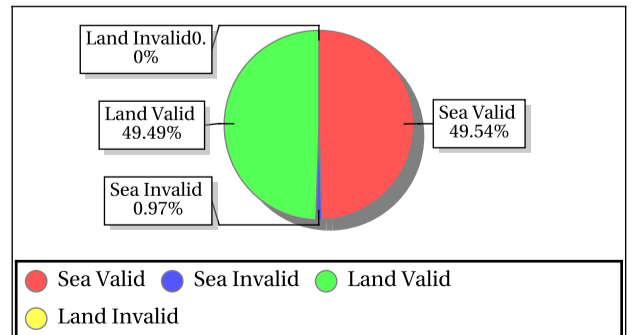 Land Invalid0.
0%
Land Valid
49.49%
Sea Valid
49.54%
Sea Invalid
0.97%
Sea Valid Sea Invalid Land Valid
Land Invalid